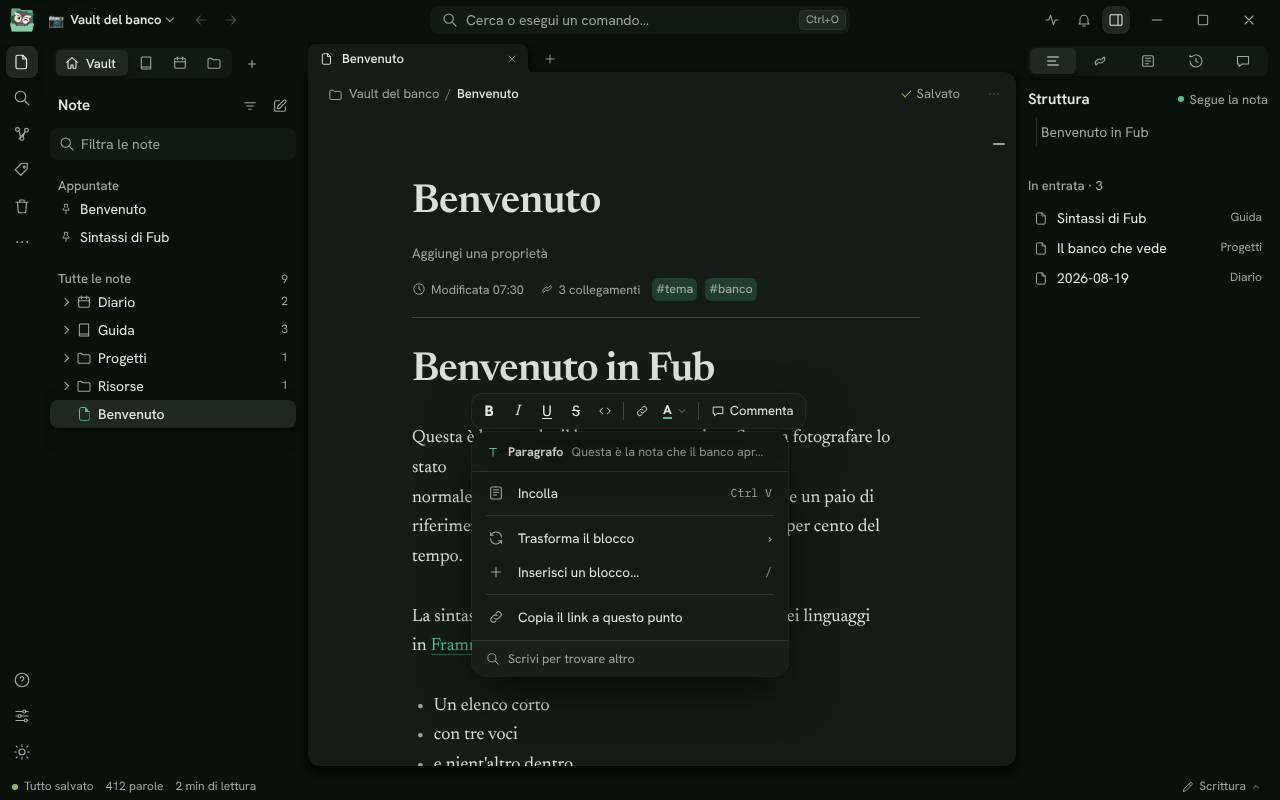 Vault del banco
Cerca o esegui un comando...
Ctrl+O
Vault
Note
Filtra le note
Appuntate
Benvenuto
Sintassi di Fub
Tutte le note 9
Diario 2
Guida 3
Progetti 1
Risorse 1
Benvenuto
Benvenuto
Vault del banco / Benvenuto
Salvato
Benvenuto
Aggiungi una proprietà
Modificata 07:30 3 collegamenti #tema #banco
Benvenuto in Fub
B I U S A Commenta
Questa è fotografare lo
stato
normale e un paio di
per cento del
tempo.
La ei linguaggi
in
Un elenco corto
con tre voci
e nient'altro dentro
T Paragrafo Questa è la nota che il banco apr...
Incolla Ctrl V
Trasforma il blocco ›
Inserisci un blocco... /
Copia il link a questo punto
Scrivi per trovare altro
Struttura Segue la nota
Benvenuto in Fub
In entrata · 3
Sintassi di Fub Guida
Il banco che vede Progetti
2026-08-19 Diario
Tutto salvato 412 parole 2 min di lettura
Scrittura